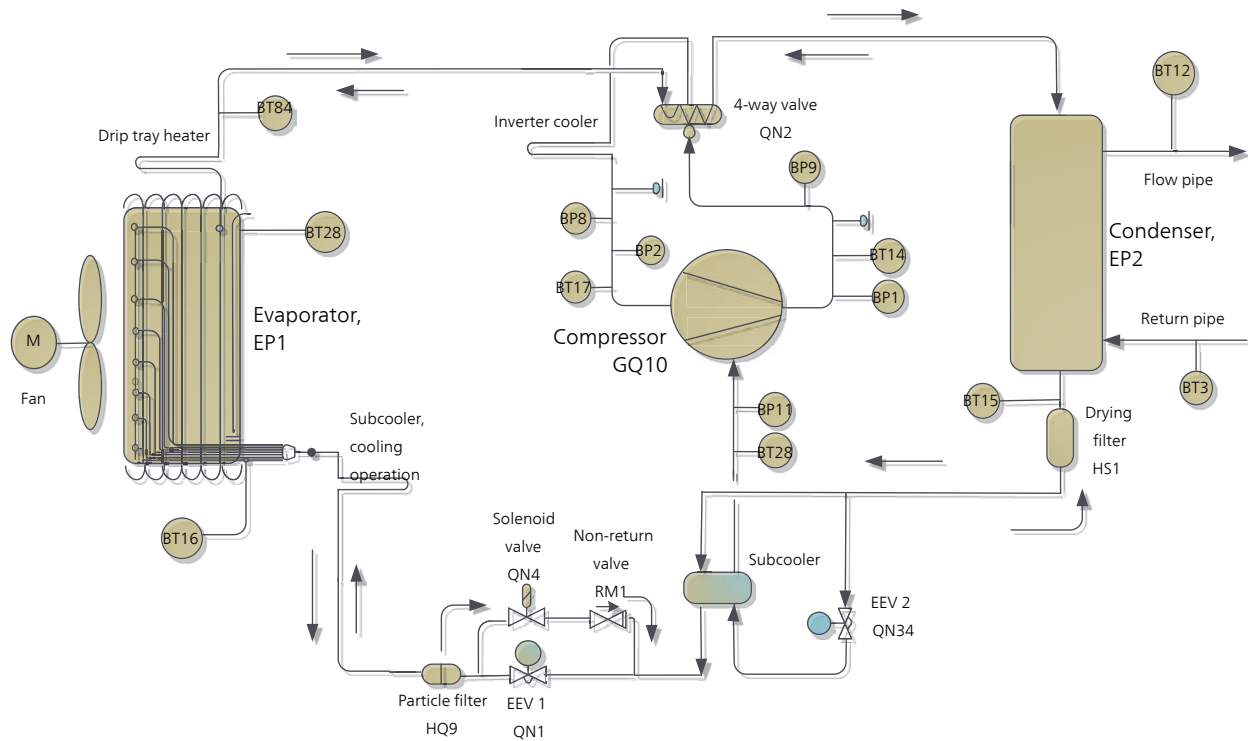 BT12
BT84
4-way valve
QN2
Drip tray heater
Inverter cooler
BP9
Flow pipe
BP8
BT28
Condenser,
EP2
BP2
BT14
BT17
BP1
Evaporator,
EP1
Return pipe
M
Compressor
GQ10
Fan
BT3
BT15
BP11
Drying
filter
HS1
Subcooler,
cooling
operation
BT28
BT16
Solenoid
valve
QN4
Non-return
valve
RM1
Subcooler
EEV 2
QN34
Particle filter
HQ9
EEV 1
QN1